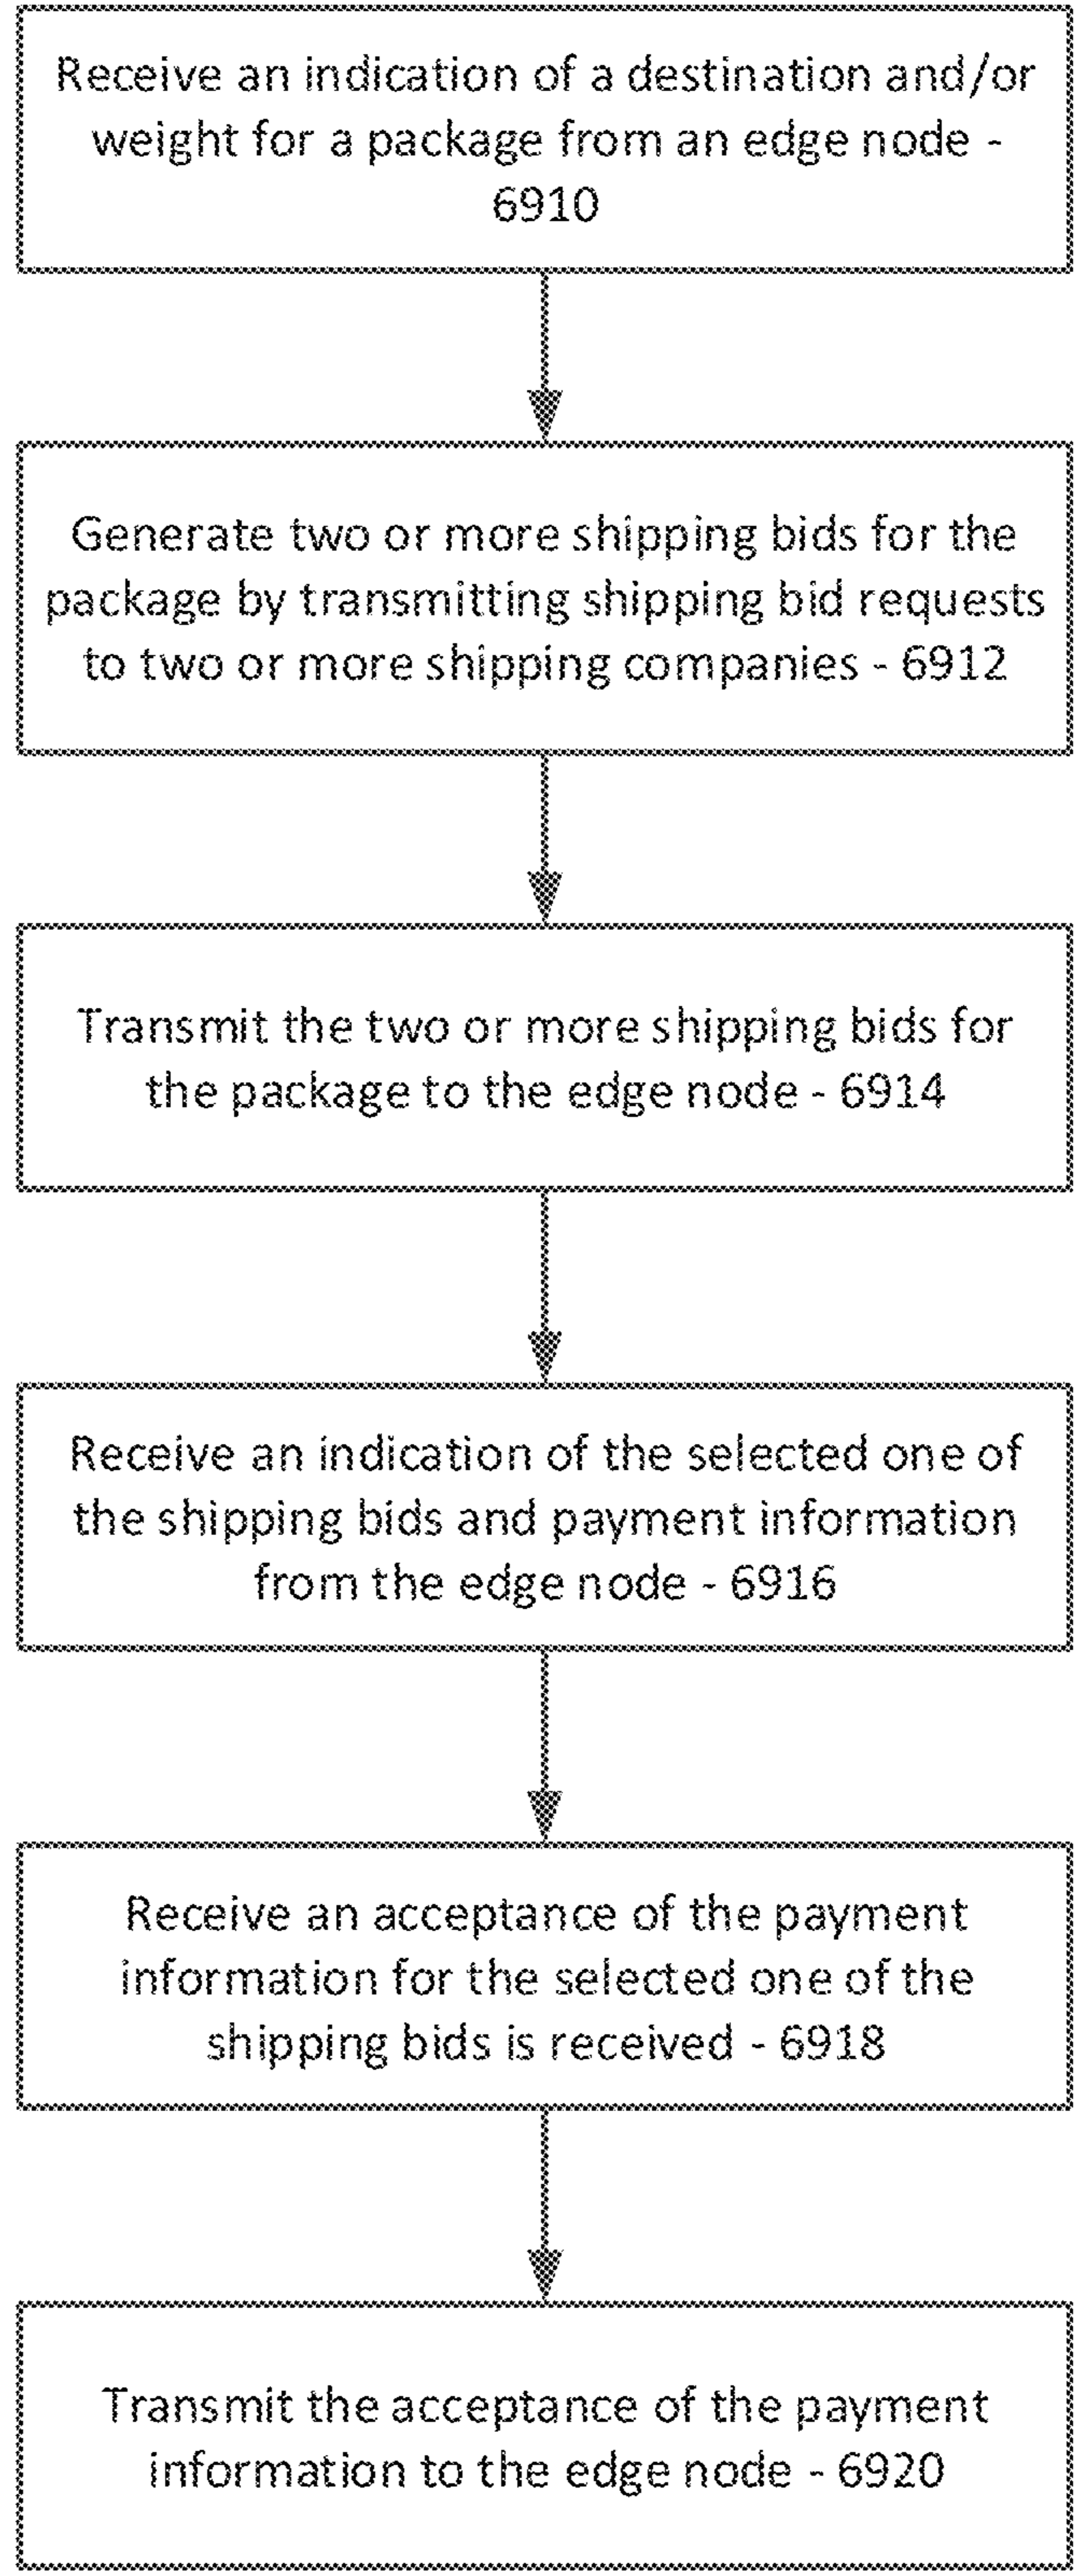 Receive an indication of a destination and/or
weight for a package from an edge node -
6910
Generate two or more shipping bids for the
package by transmitting shipping bid requests
to two or more shipping companies - 6912
Transmit the two or more shipping bids for
the package to the edge node - 6914
Receive an indication of the selected one of
the shipping bids and payment information
from the edge node - 6916
Receive an acceptance of the payment
information for the selected one of the
shipping bids is received - 6918
Transmit the acceptance of the payment
information to the edge node - 6920